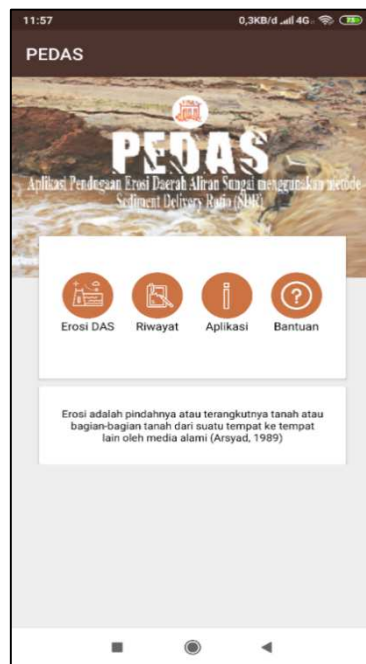 11:57 0,3KB/d 4G
PEDAS
PEDAS
Aplikasi Pendugaan Erosi Daerah Aliran Sungai menggunakan metode
Sediment Delivery Ratio (SDR)
Erosi DAS Riwayat Aplikasi Bantuan
Erosi adalah pindahnya atau terangkutnya tanah atau
bagian-bagian tanah dari suatu tempat ke tempat
lain oleh media alami (Arsyad, 1989)